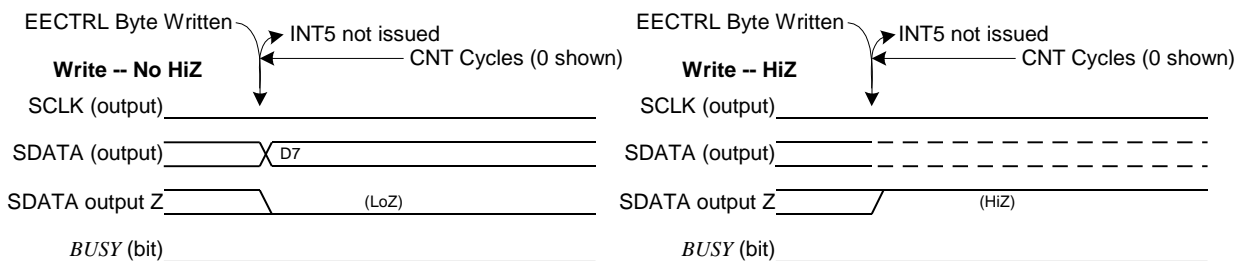 EECTRL Byte Written
INT5 not issued
CNT Cycles (0 shown)
Write -- No HiZ
SCLK (output)
SDATA (output)
D7
SDATA output Z
(LoZ)
BUSY (bit)
EECTRL Byte Written
INT5 not issued
CNT Cycles (0 shown)
Write -- HiZ
SCLK (output)
SDATA (output)
SDATA output Z
(HiZ)
BUSY (bit)